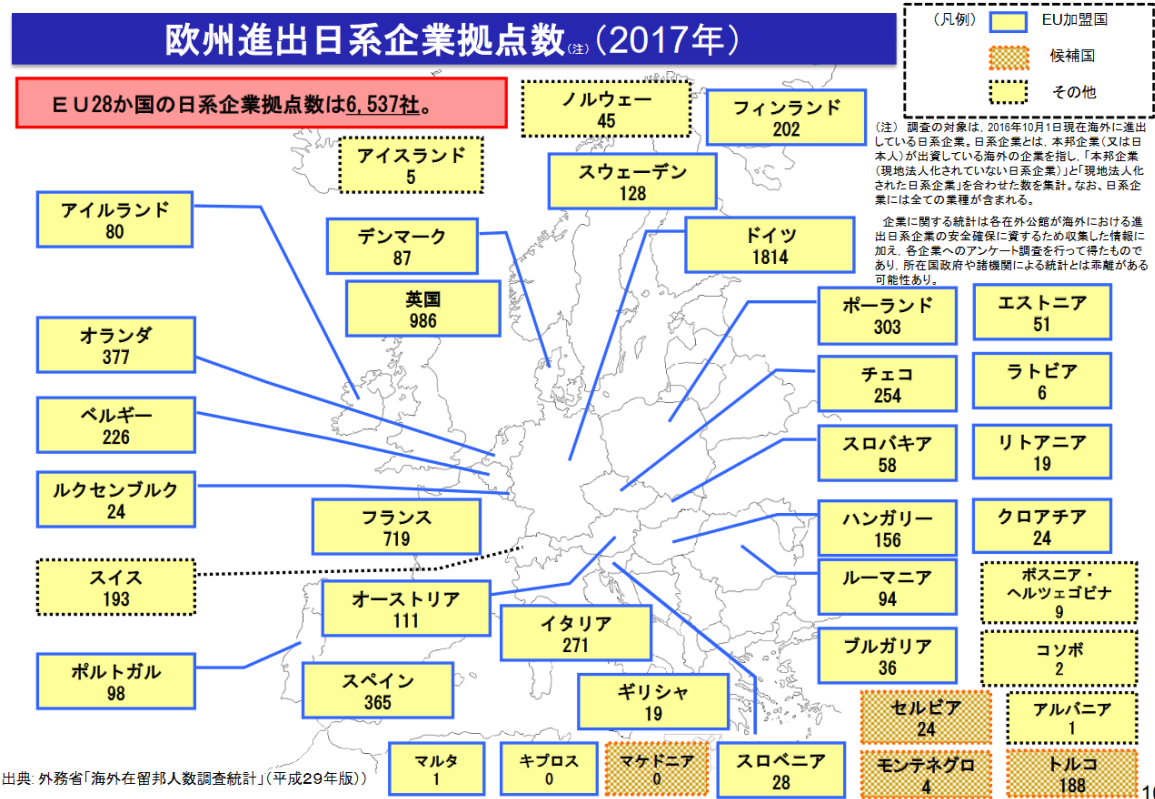 欧州進出日系企業拠点数(注)(2017年)
(凡例)
EU加盟国
候補国
その他
EU28か国の日系企業拠点数は6,537社。
(注) 調査の対象は,2016年10月1日現在海外に進出
している日系企業。日系企業とは,本邦企業(又は日
本人)が出資している海外の企業を指し,「本邦企業
(現地法人化されていない日系企業)」と「現地法人化
された日系企業」を合わせた数を集計。なお、日系企
業には全ての業種が含まれる。
企業に関する統計は各在外公館が海外における進
出日系企業の安全確保に資するため収集した情報に
加え,各企業へのアンケート調査を行って得たもので
あり,所在国政府や諸機関による統計とは乖離がある
可能性あり。
ノルウェー
45
フィンランド
202
アイスランド
5
スウェーデン
128
アイルランド
80
デンマーク
87
ドイツ
1814
英国
986
ポーランド
303
エストニア
51
オランダ
377
チェコ
254
ラトビア
6
ベルギー
226
スロバキア
58
リトアニア
19
ルクセンブルク
24
フランス
719
ハンガリー
156
クロアチア
24
スイス
193
オーストリア
111
イタリア
271
ルーマニア
94
ボスニア・
ヘルツェゴビナ
9
ブルガリア
36
コソボ
2
ポルトガル
98
スペイン
365
ギリシャ
19
セルビア
24
アルバニア
1
マルタ
1
キプロス
0
マケドニア
0
スロベニア
28
モンテネグロ
4
トルコ
188
出典: 外務省「海外在留邦人数調査統計」(平成29年版))